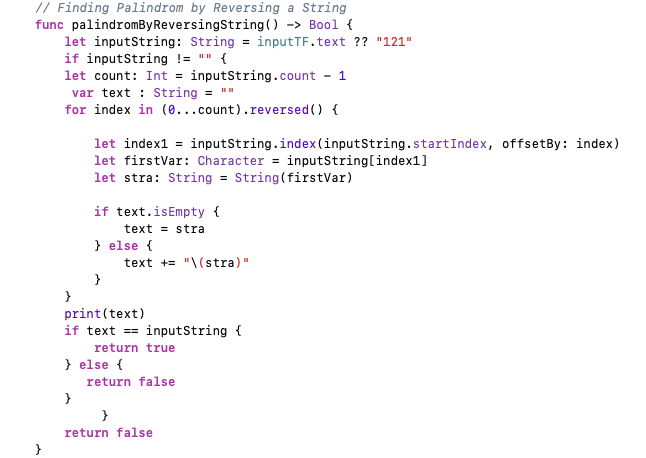 // Finding Palindrom by Reversing a String
func palindromByReversingString() -> Bool {
    let inputString: String = inputTF.text ?? "121"
    if inputString != "" {
    let count: Int = inputString.count - 1
     var text : String = ""
    for index in (0...count).reversed() {

        let index1 = inputString.index(inputString.startIndex, offsetBy: index)
        let firstVar: Character = inputString[index1]
        let stra: String = String(firstVar)

        if text.isEmpty {
            text = stra
        } else {
            text += "\(stra)"
        }
    }
    print(text)
    if text == inputString {
        return true
    } else {
       return false
    }
         }
    return false
}